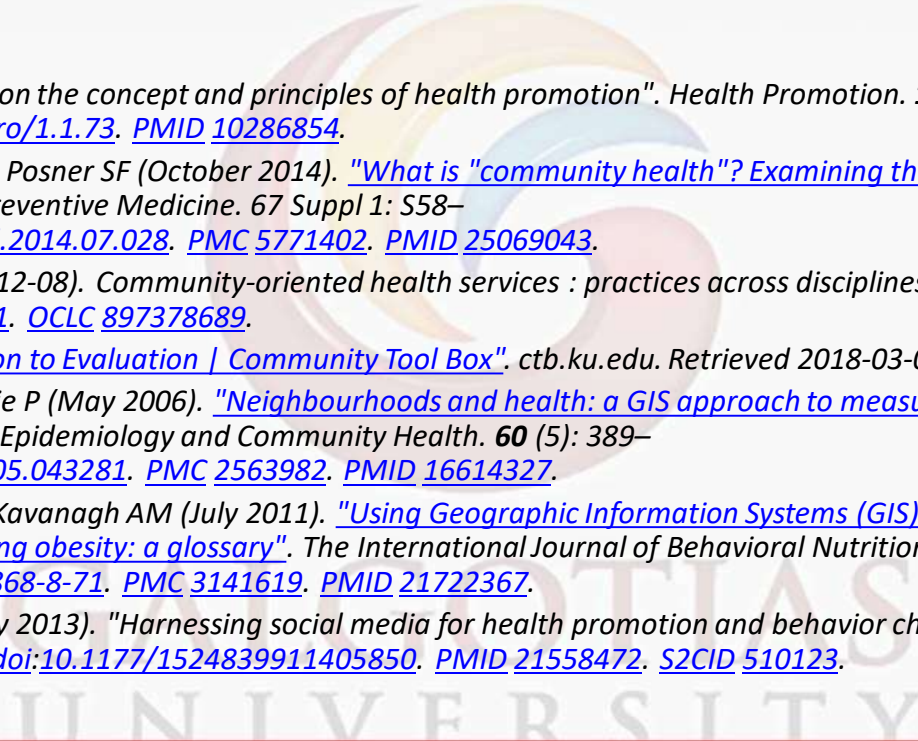 on the concept and principles of health promotion". Health Promotion.
ro/1.1.73. PMID 10286854.
Posner SF (October 2014). "What is "community health"? Examining th
reventive Medicine. 67 Suppl 1: S58–
.2014.07.028. PMC 5771402. PMID 25069043.
12-08). Community-oriented health services : practices across disciplines
1. OCLC 897378689.
on to Evaluation | Community Tool Box". ctb.ku.edu. Retrieved 2018-03-0
ie P (May 2006). "Neighbourhoods and health: a GIS approach to measu
Epidemiology and Community Health. 60 (5): 389–
05.043281. PMC 2563982. PMID 16614327.
Kavanagh AM (July 2011). "Using Geographic Information Systems (GIS)
ng obesity: a glossary". The International Journal of Behavioral Nutrition
868-8-71. PMC 3141619. PMID 21722367.
y 2013). "Harnessing social media for health promotion and behavior ch
doi:10.1177/1524839911405850. PMID 21558472. S2CID 510123.
GALGOTIAS
UNIVERSITY